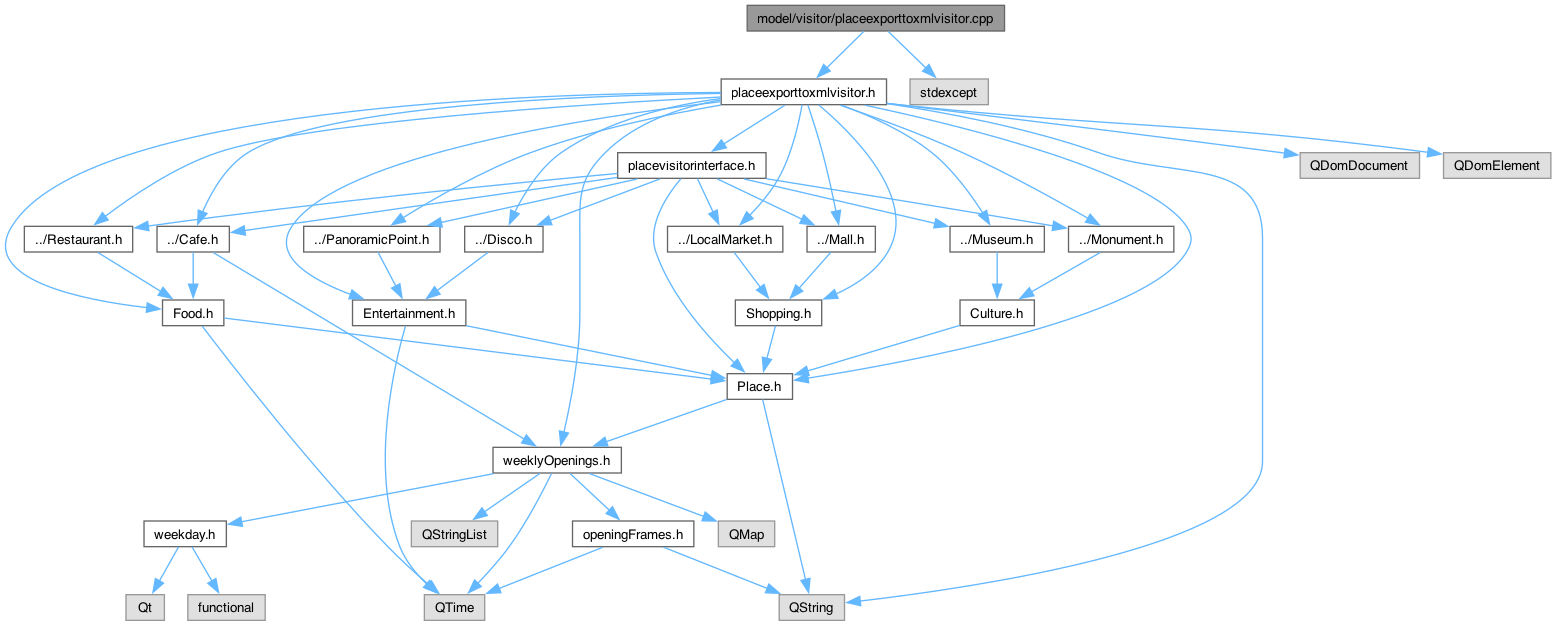 model/visitor/placeexporttoxmlvisitor.cpp
placeexporttoxmlvisitor.h
stdexcept
placevisitorinterface.h
QDomDocument
QDomElement
../Restaurant.h
../Cafe.h
../PanoramicPoint.h
../Disco.h
../LocalMarket.h
../Mall.h
../Museum.h
../Monument.h
Food.h
Entertainment.h
Shopping.h
Culture.h
Place.h
weeklyOpenings.h
weekday.h
QStringList
openingFrames.h
QMap
Qt
functional
QTime
QString